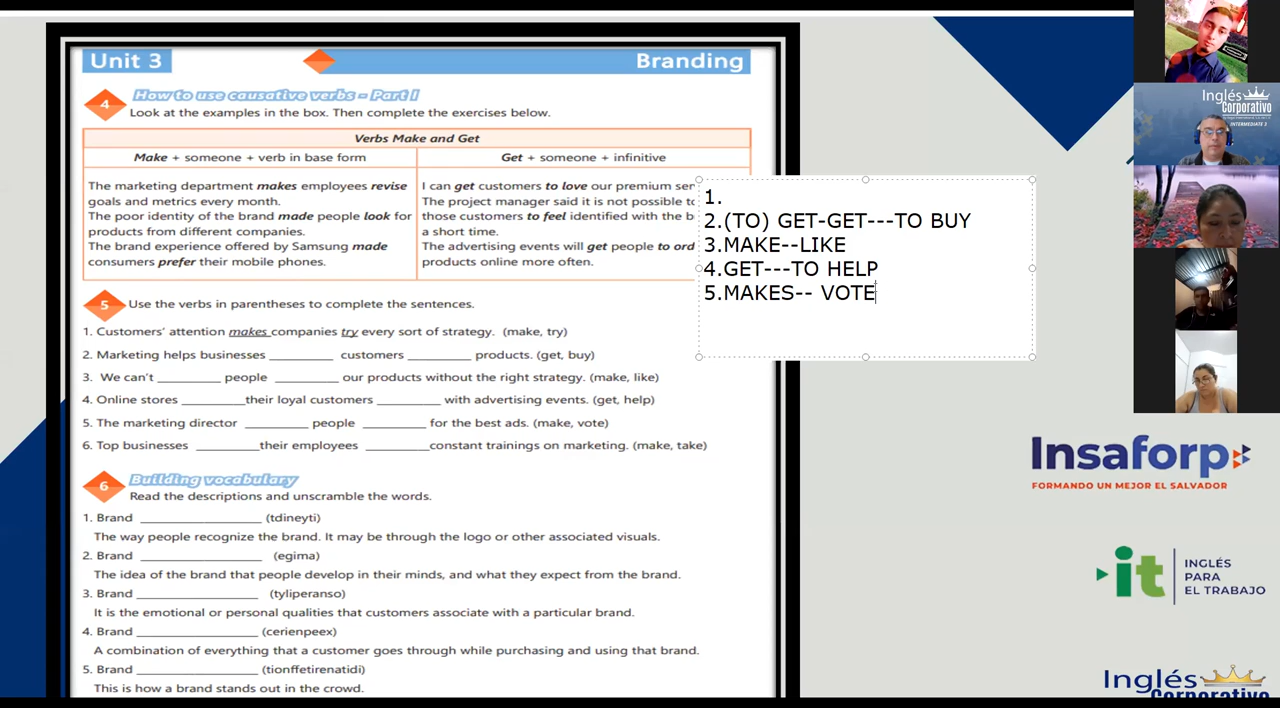 Unit 3
Branding
4
How to use causative verbs - Part I
Look at the examples in the box. Then complete the exercises below.
Verbs Make and Get
Make + someone + verb in base form
Get + someone + infinitive
The marketing department makes employees revise
goals and metrics every month.
The poor identity of the brand made people look for
products from different companies.
The brand experience offered by Samsung made
consumers prefer their mobile phones.
I can get customers to love our premium ser
The project manager said it is not possible to
those customers to feel identified with the b
a short time.
The advertising events will get people to ord
products online more often.
1.
2.(TO) GET-GET---TO BUY
3.MAKE--LIKE
4.GET---TO HELP
5.MAKES-- VOTE
5
Use the verbs in parentheses to complete the sentences.
1. Customers' attention makes companies try every sort of strategy. (make, try)
2. Marketing helps businesses __________ customers __________ products. (get, buy)
3. We can't __________ people __________ our products without the right strategy. (make, like)
4. Online stores __________their loyal customers __________ with advertising events. (get, help)
5. The marketing director __________ people __________ for the best ads. (make, vote)
6. Top businesses __________their employees __________constant trainings on marketing. (make, take)
6
Building vocabulary
Read the descriptions and unscramble the words.
1. Brand ____________________ (tdineyti)
The way people recognize the brand. It may be through the logo or other associated visuals.
2. Brand ____________________ (egima)
The idea of the brand that people develop in their minds, and what they expect from the brand.
3. Brand ____________________ (tyliperanso)
It is the emotional or personal qualities that customers associate with a particular brand.
4. Brand ____________________ (cerienpeex)
A combination of everything that a customer goes through while purchasing and using that brand.
5. Brand ____________________ (tionffetirenatidi)
This is how a brand stands out in the crowd.
Inglés
Corporativo
INTERMEDIATE 3
Insaforp
FORMANDO UN MEJOR EL SALVADOR
it
INGLÉS
PARA
EL TRABAJO
Inglés
Corporativo